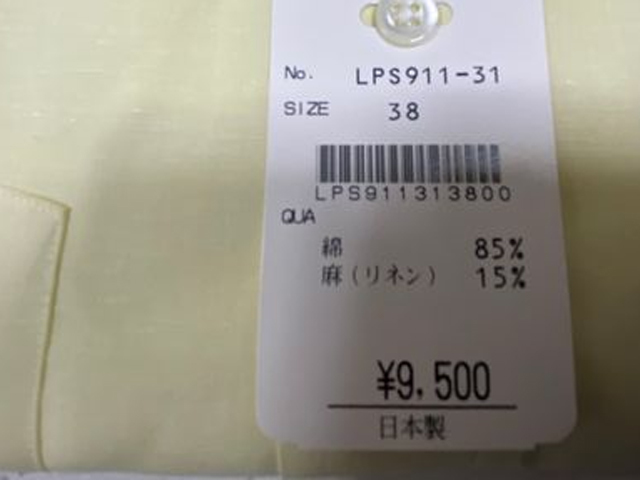 No. LPS911-31
SIZE 38
LPS911313800
QUA
綿 85%
麻(リネン) 15%
¥9,500
日本製